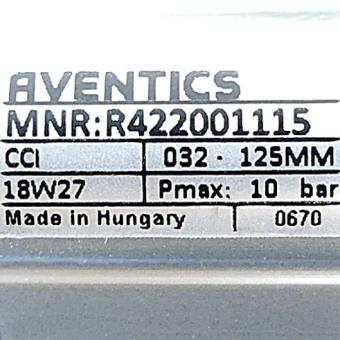 AVENTICS
MNR:R422001115
CCI 032 - 125MM
18W27 Pmax: 10 bar
Made in Hungary 0670